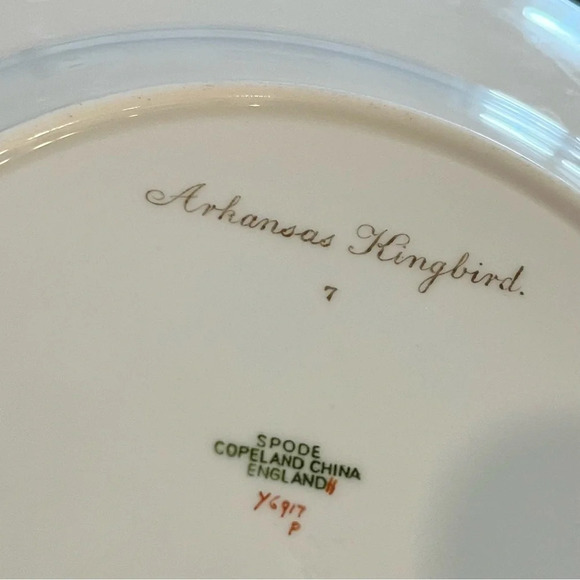 Arkansas Kingbird.
7
SPODE
COPELAND CHINA
ENGLAND
Y6917
P